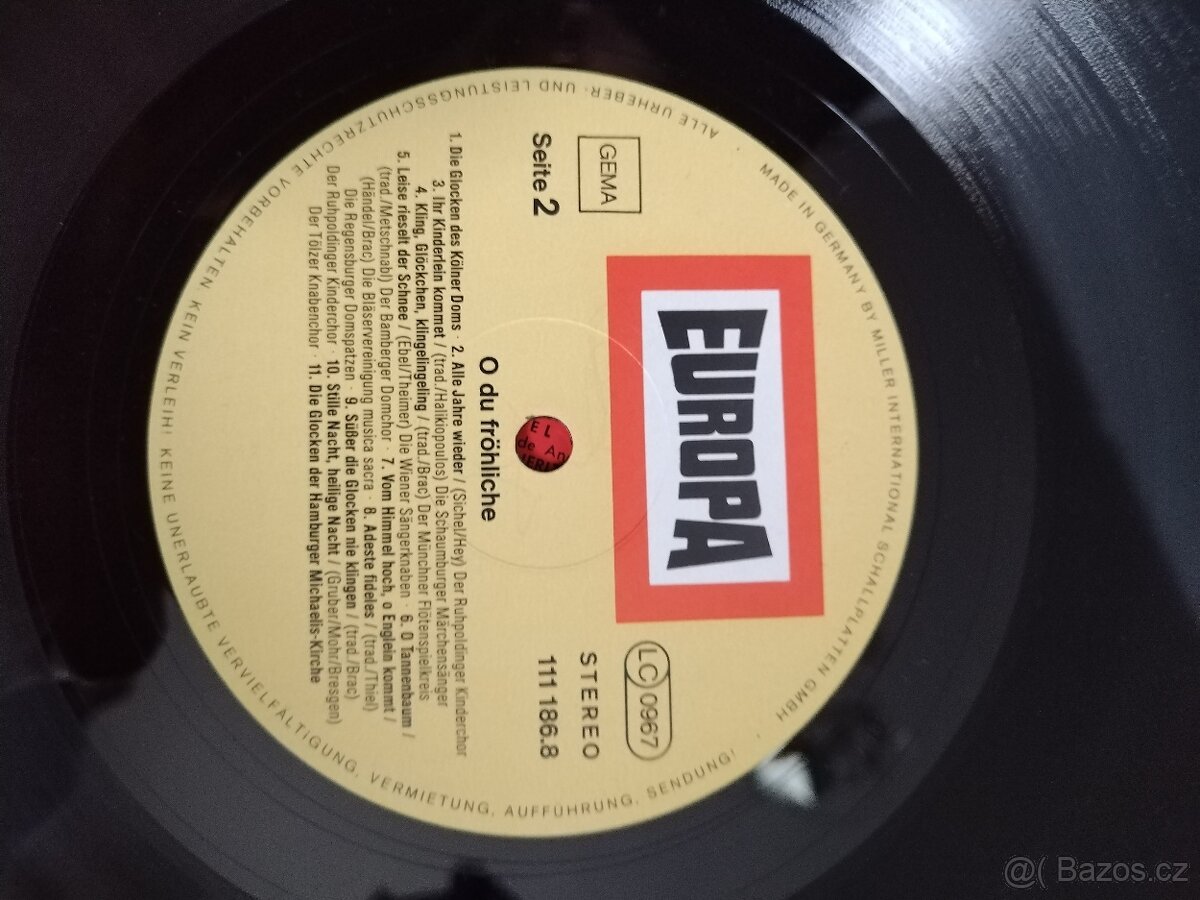 EUROPA
GEMA
LC 0967
STEREO
Seite 2
111 186.8
O du fröhliche
1. Die Glocken des Kölner Doms · 2. Alle Jahre wieder / (Sichel/Hey) Der Ruhpoldinger Kinderchor
3. Ihr Kinderlein kommet / (trad./Halikiopoulos) Die Schaumburger Märchensänger
4. Kling, Glöckchen, klingelingeling / (trad./Brac) Der Münchner Flötenspielkreis
5. Leise rieselt der Schnee / (Ebel/Theimer) Die Wiener Sängerknaben · 6. O Tannenbaum /
(trad./Metschnabl) Der Bamberger Domchor · 7. Vom Himmel hoch, o Englein kommt /
(Händel/Brac) Die Bläservereinigung musica sacra · 8. Adeste fideles / (trad./Thiel)
Die Regensburger Domspatzen · 9. Süßer die Glocken nie klingen / (trad./Brac)
Der Ruhpoldinger Kinderchor · 10. Stille Nacht, heilige Nacht / (Gruber/Mohr/Bresgen)
Der Tölzer Knabenchor · 11. Die Glocken der Hamburger Michaelis-Kirche
MADE IN GERMANY BY MILLER INTERNATIONAL SCHALLPLATTEN GMBH
ALLE URHEBER- UND LEISTUNGSSCHUTZRECHTE VORBEHALTEN KEIN VERLEIH! KEINE UNERLAUBTE VERVIELFÄLTIGUNG, VERMIETUNG, AUFFÜHRUNG, SENDUNG!
EL
de An
@( Bazos.cz